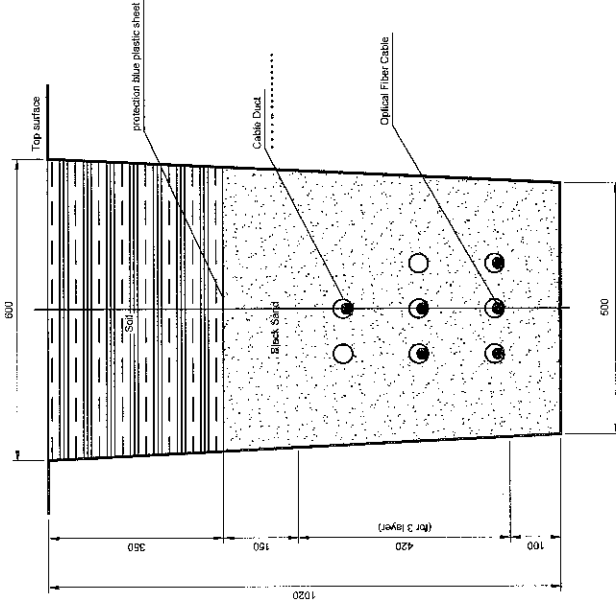 600
Top surface
protection blue plastic sheet
Soil
Cable Duct
Black Sand
Optical Fiber Cable
350
150
420
(for 3 layer)
100
1020
500